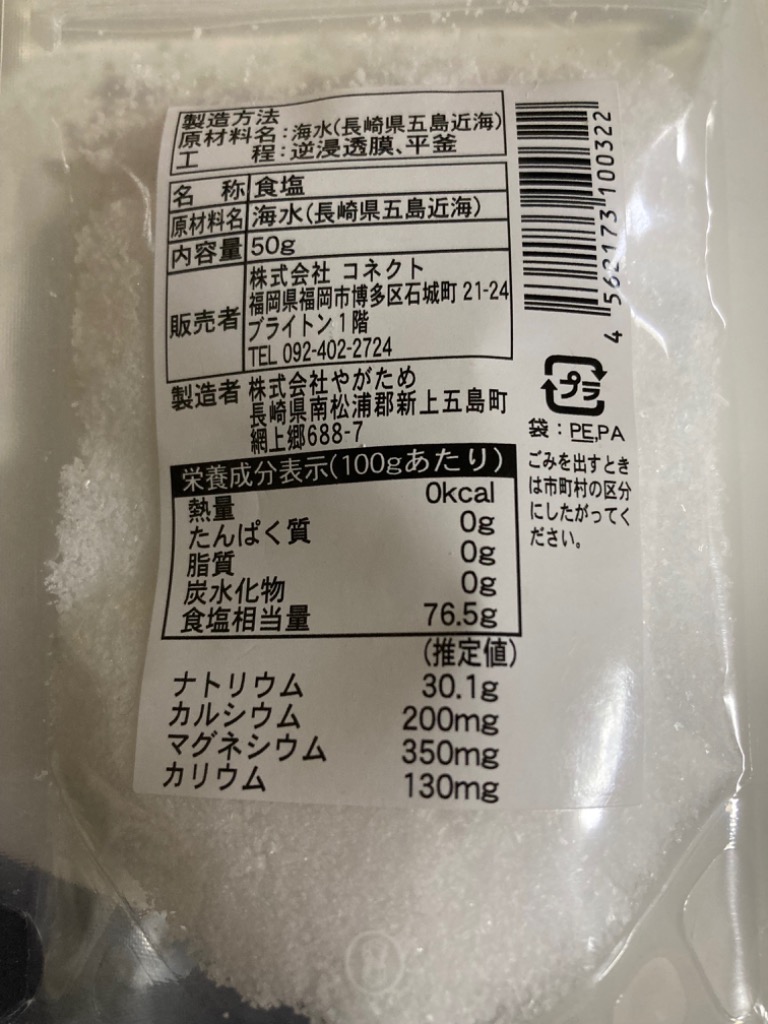 製造方法
原材料名：海水(長崎県五島近海)
工　　程：逆浸透膜、平釜
名　称 食塩
原材料名 海水(長崎県五島近海)
内容量 50g
販売者 株式会社 コネクト
福岡県福岡市博多区石城町 21-24
ブライトン1階
TEL 092-402-2724
製造者 株式会社やがため
長崎県南松浦郡新上五島町
網上郷688-7
栄養成分表示(100gあたり)
熱量 0kcal
たんぱく質 0g
脂質 0g
炭水化物 0g
食塩相当量 76.5g
(推定値)
ナトリウム 30.1g
カルシウム 200mg
マグネシウム 350mg
カリウム 130mg
4 562173 100322
プラ
袋：PE,PA
ごみを出すとき
は市町村の区分
にしたがってく
ださい。